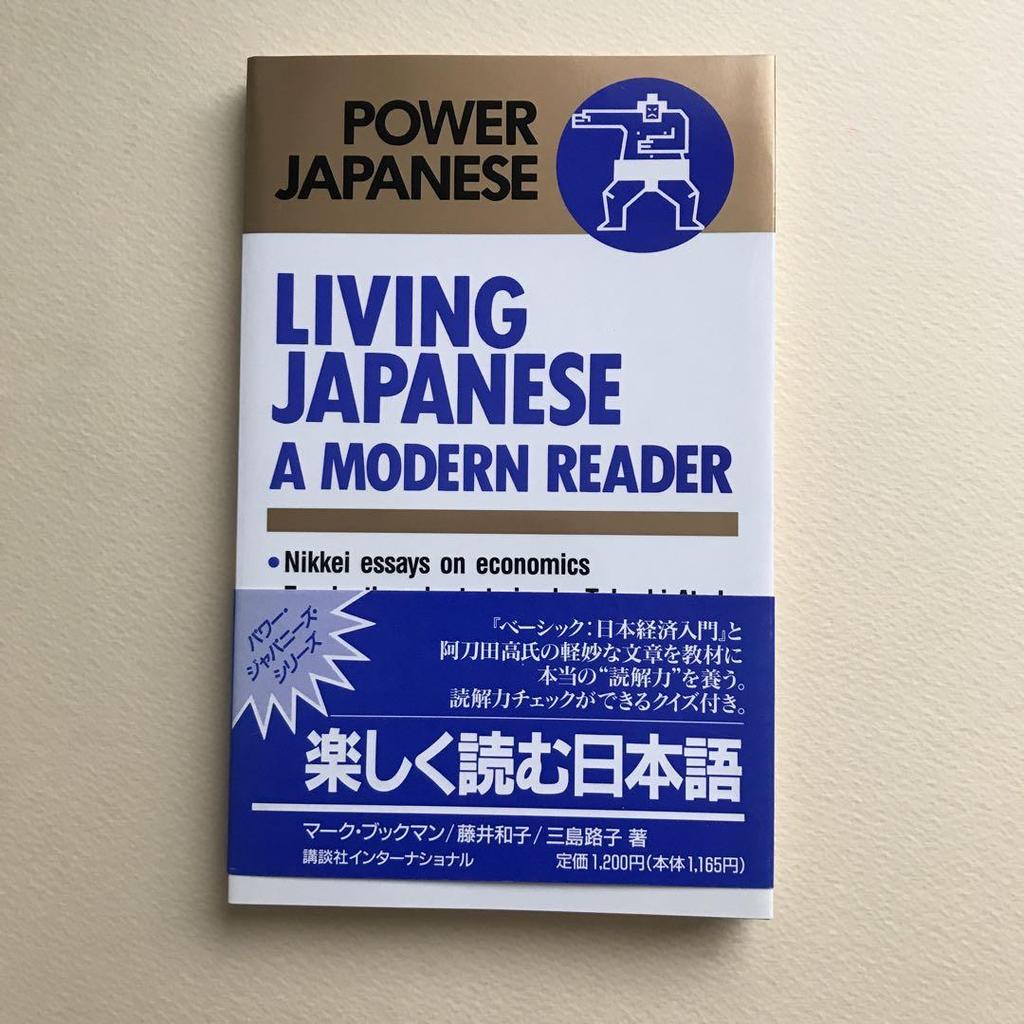 POWER
JAPANESE
LIVING
JAPANESE
A MODERN READER
•Nikkei essays on economics
パワー・
ジャパニーズ・
シリーズ
『ベーシック:日本経済入門』と
阿刀田高氏の軽妙な文章を教材に
本当の“読解力”を養う。
読解力チェックができるクイズ付き。
楽しく読む日本語
マーク・ブックマン/藤井和子/三島路子 著
講談社インターナショナル
定価1,200円(本体1,165円)